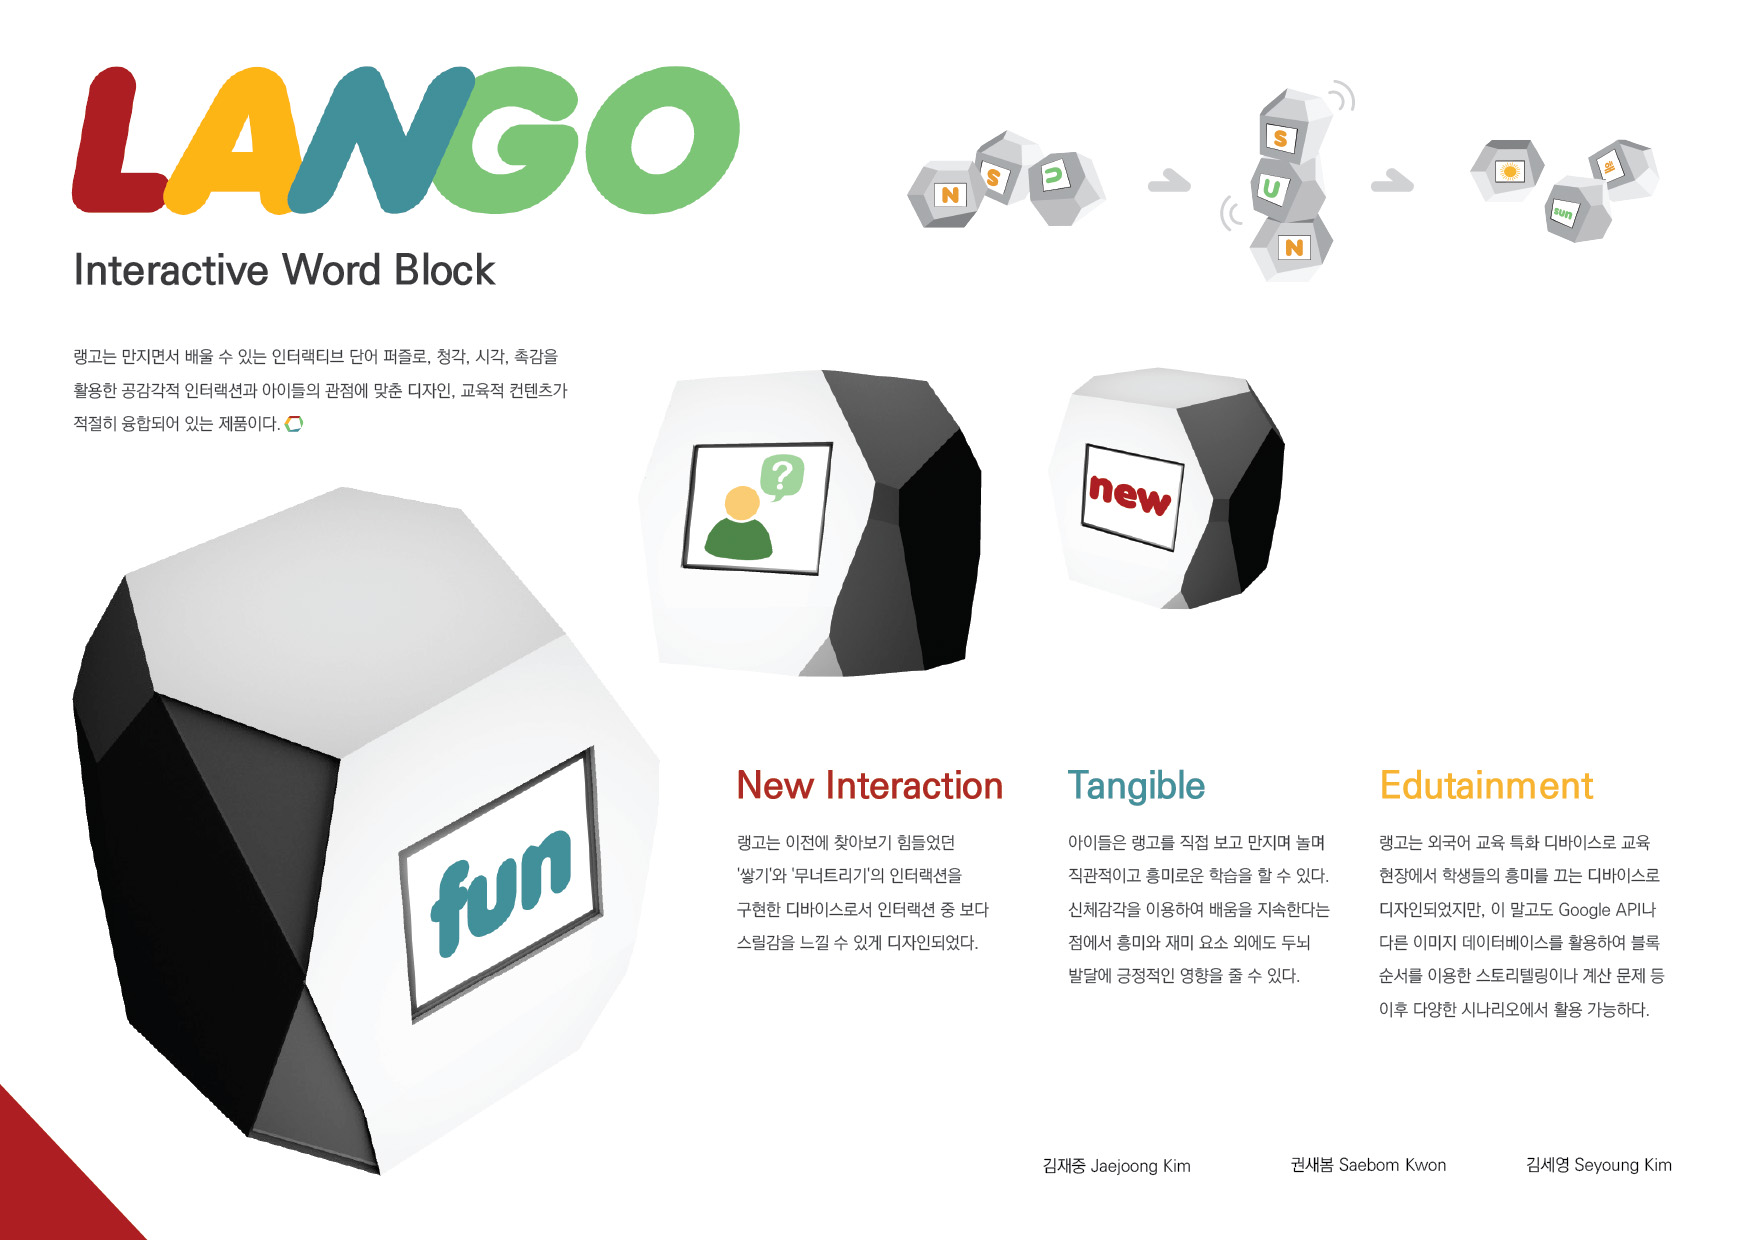 LANGO
Interactive Word Block
랭고는 만지면서 배울 수 있는 인터랙티브 단어 퍼즐로, 청각, 시각, 촉감을
활용한 공감각적 인터랙션과 아이들의 관점에 맞춘 디자인, 교육적 컨텐츠가
적절히 융합되어 있는 제품이다.
N
S
U
S
U
N
sun
해
?
new
fun
New Interaction
랭고는 이전에 찾아보기 힘들었던
'쌓기'와 '무너트리기'의 인터랙션을
구현한 디바이스로서 인터랙션 중 보다
스릴감을 느낄 수 있게 디자인되었다.
Tangible
아이들은 랭고를 직접 보고 만지며 놀며
직관적이고 흥미로운 학습을 할 수 있다.
신체감각을 이용하여 배움을 지속한다는
점에서 흥미와 재미 요소 외에도 두뇌
발달에 긍정적인 영향을 줄 수 있다.
Edutainment
랭고는 외국어 교육 특화 디바이스로 교육
현장에서 학생들의 흥미를 끄는 디바이스로
디자인되었지만, 이 말고도 Google API나
다른 이미지 데이터베이스를 활용하여 블록
순서를 이용한 스토리텔링이나 계산 문제 등
이후 다양한 시나리오에서 활용 가능하다.
김재중 Jaejoong Kim
권새봄 Saebom Kwon
김세영 Seyoung Kim